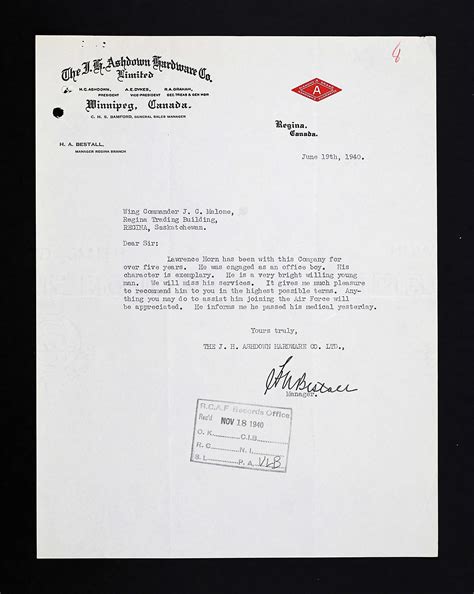 8
The J. H. Ashdown Hardware Co.
Limited
H.C. ASHDOWN, PRESIDENT A.E. DYKES, VICE-PRESIDENT R.A. GRAHAM, SEC. TREAS & GEN MGR
Winnipeg, Canada.
C. H. S. BAMFORD, GENERAL SALES MANAGER
A
H. A. BESTALL,
MANAGER REGINA BRANCH
Regina.
Canada.
June 19th, 1940.
Wing Commander J. C. Malone,
Regina Trading Building,
REGINA, Saskatchewan.
Dear Sir:
Lawrence Horn has been with this Company for
over five years. He was engaged as an office boy. His
character is exemplary. He is a very bright willing young
man. We will miss his services. It gives me much pleasure
to recommend him to you in the highest possible terms. Any-
thing you may do to assist him joining the Air Force will
be appreciated. He informs me he passed his medical yesterday.
Yours truly,
THE J. H. ASHDOWN HARDWARE CO. LTD.,
H A Bestall
Manager.
R.C.A.F Records Office
Rec'd NOV 18 1940
O. K. C.I.B.
R. C. N. I.
S. I. P. A. VLB